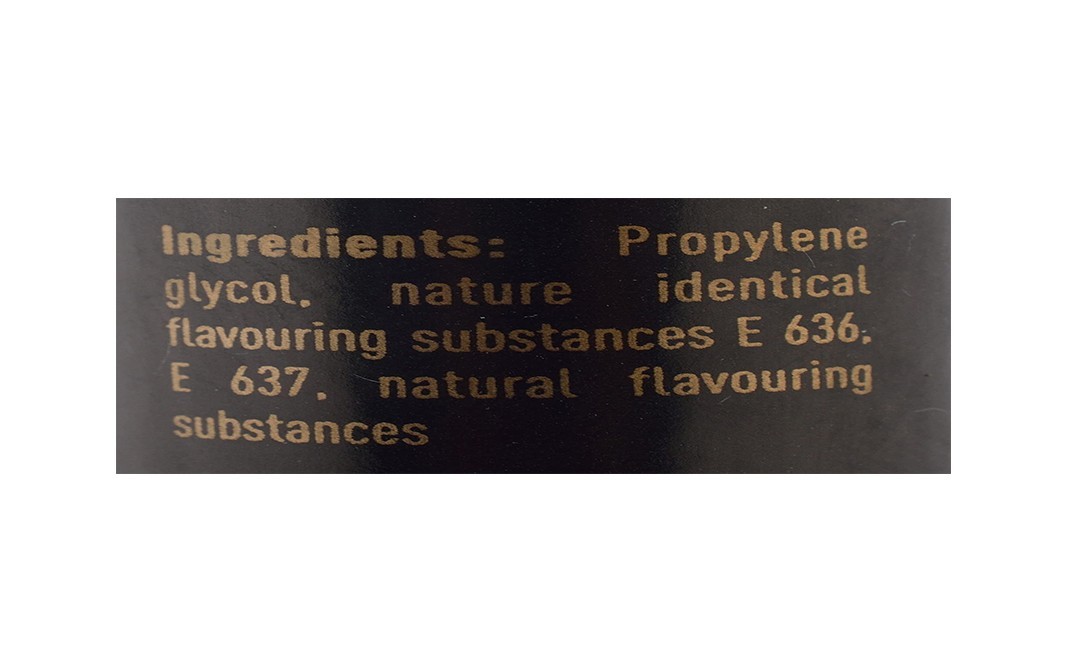 Ingredients: Propylene
glycol, nature identical
flavouring substances E 636,
E 637, natural flavouring
substances